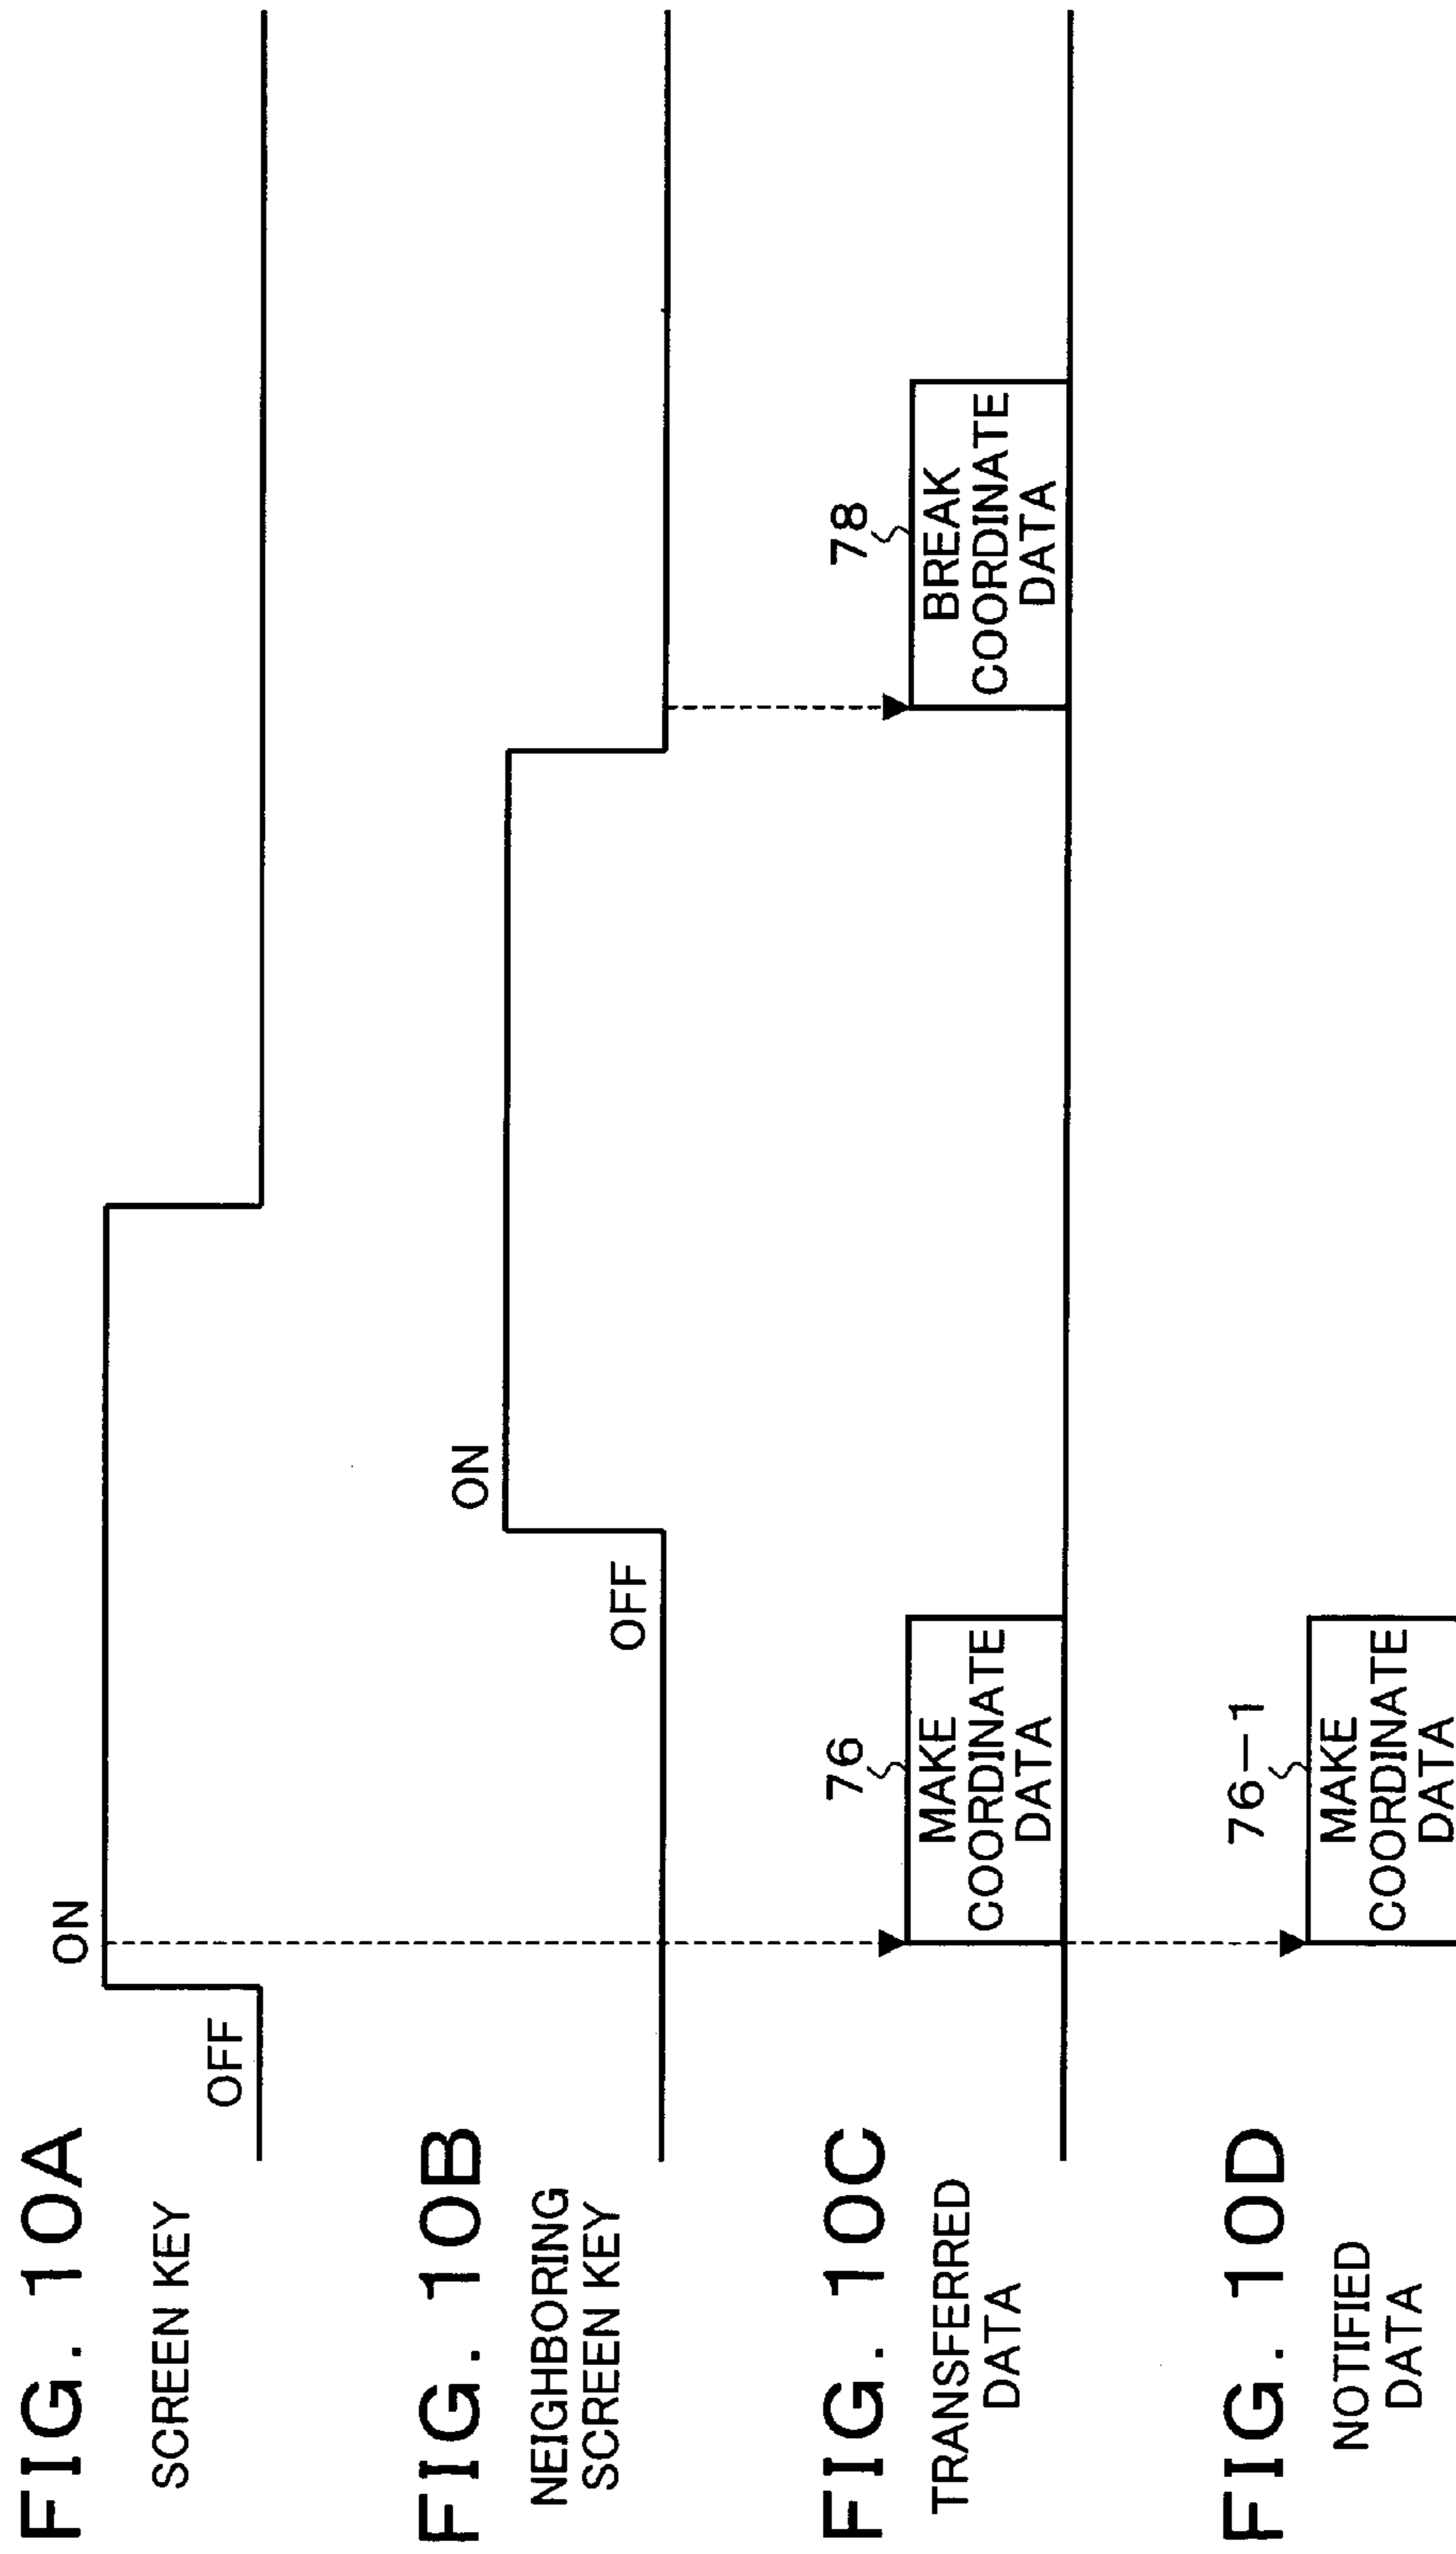 FIG. 10A
SCREEN KEY
OFF
ON
FIG. 10B
NEIGHBORING
SCREEN KEY
OFF
ON
FIG. 10C
TRANSFERRED
DATA
76
MAKE
COORDINATE
DATA
78
BREAK
COORDINATE
DATA
FIG. 10D
NOTIFIED
DATA
76-1
MAKE
COORDINATE
DATA